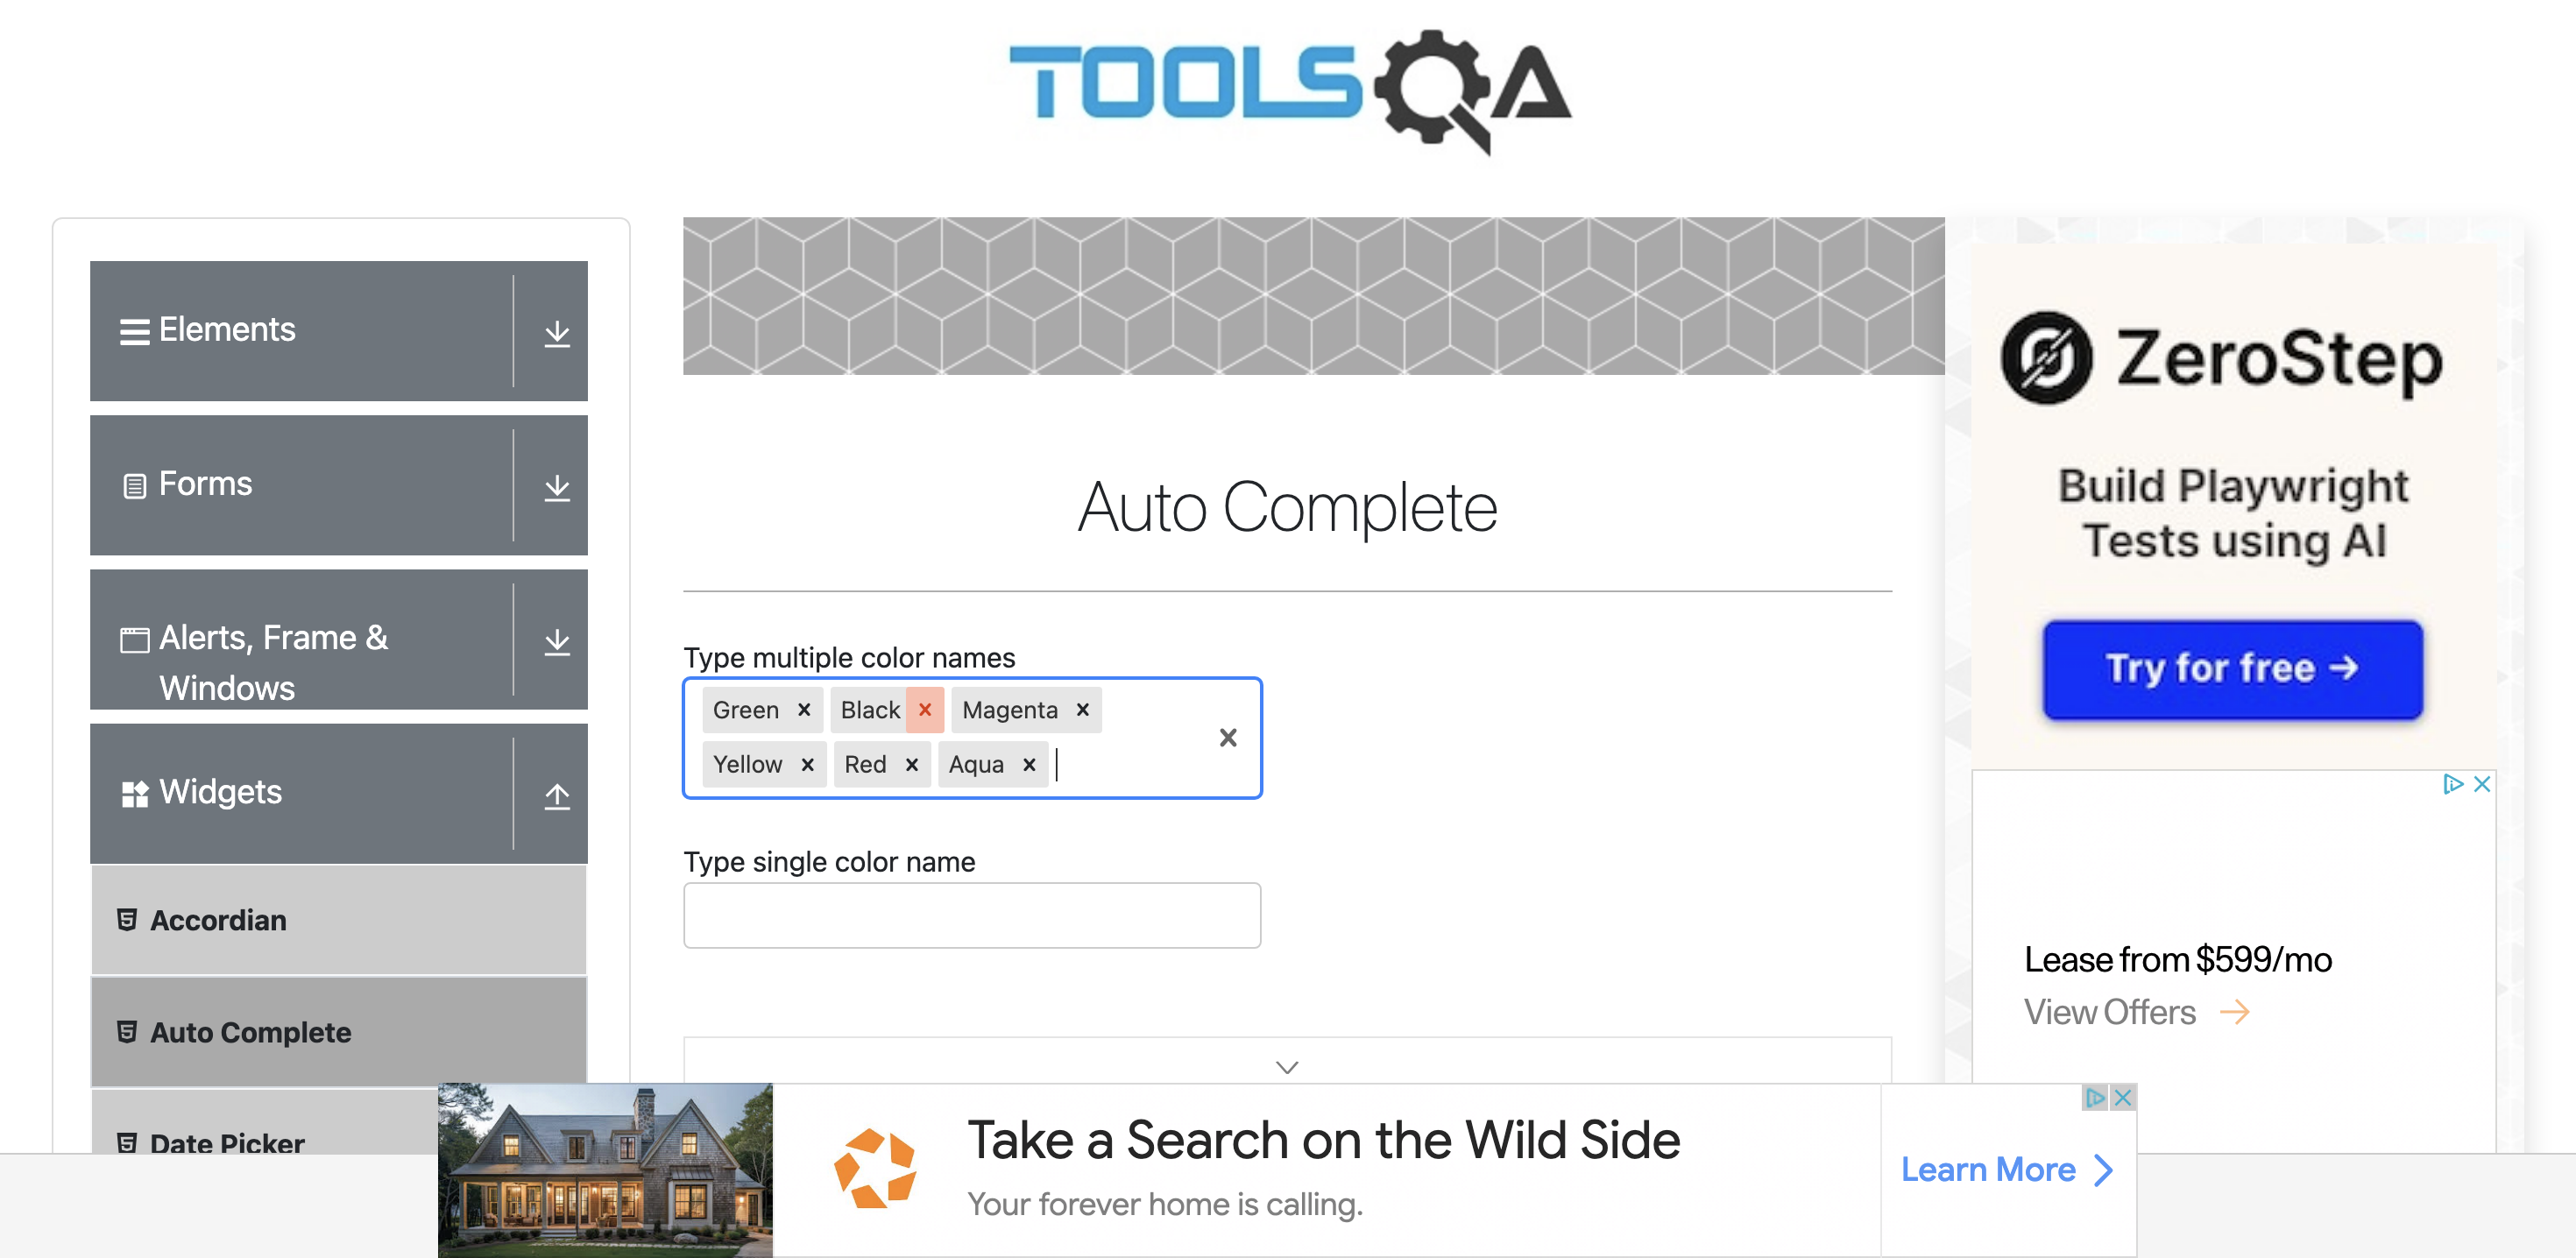 TOOLSQA
Elements
Forms
Alerts, Frame &
Windows
Widgets
Accordian
Auto Complete
Date Picker
Auto Complete
Type multiple color names
Green × Black × Magenta ×
Yellow × Red × Aqua ×
Type single color name
ZeroStep
Build Playwright
Tests using AI
Try for free →
Lease from $599/mo
View Offers →
Take a Search on the Wild Side
Your forever home is calling.
Learn More